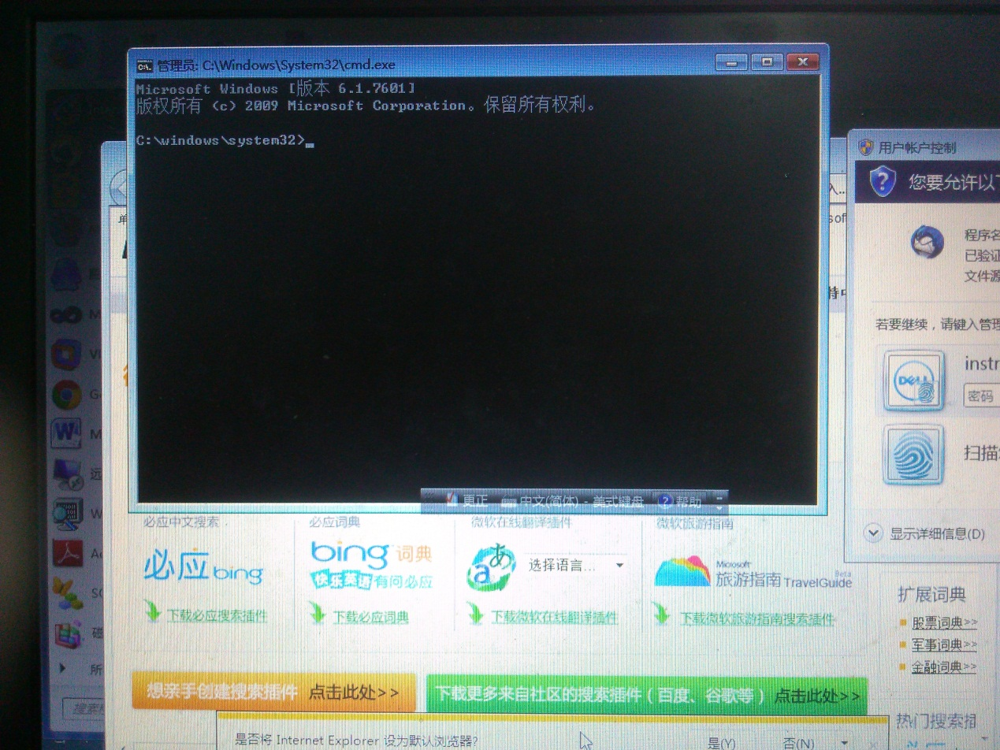 管理员: C:\Windows\System32\cmd.exe
Microsoft Windows [版本 6.1.7601]
版权所有 (c) 2009 Microsoft Corporation。保留所有权利。
C:\windows\system32>
用户帐户控制
您要允许以下
程序名
已验证
文件源
若要继续，请键入管理
DELL
instr
密码
扫描
显示详细信息(D)
更正 中文(简体) - 美式键盘 帮助
必应中文搜索
必应词典
微软在线翻译插件
微软旅游指南
必应bing
bing 词典
快乐英语 有问必应
あ a
选择语言...
Microsoft
旅游指南 TravelGuide Beta
下载必应搜索插件
下载必应词典
下载微软在线翻译插件
下载微软旅游指南搜索插件
扩展词典
股票词典>>
军事词典>>
金融词典>>
想亲手创建搜索插件 点击此处>>
下载更多来自社区的搜索插件（百度、谷歌等） 点击此处>>
热门搜索
是否将 Internet Explorer 设为默认浏览器?
是(Y)
否(N)